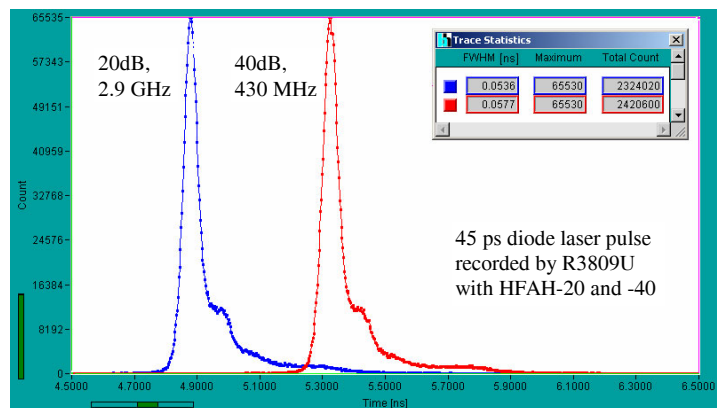 65535
57343
49151
40959
32768
24576
16384
8192
0
Count
20dB,
2.9 GHz
40dB,
430 MHz
Trace Statistics
FWHM [ns] Maximum Total Count
0.0536 65530 2324020
0.0577 65530 2420600
45 ps diode laser pulse
recorded by R3809U
with HFAH-20 and -40
4.5000 4.7000 4.9000 5.1000 5.3000 5.5000 5.7000 5.9000 6.1000 6.3000 6.5000
Time [ns]